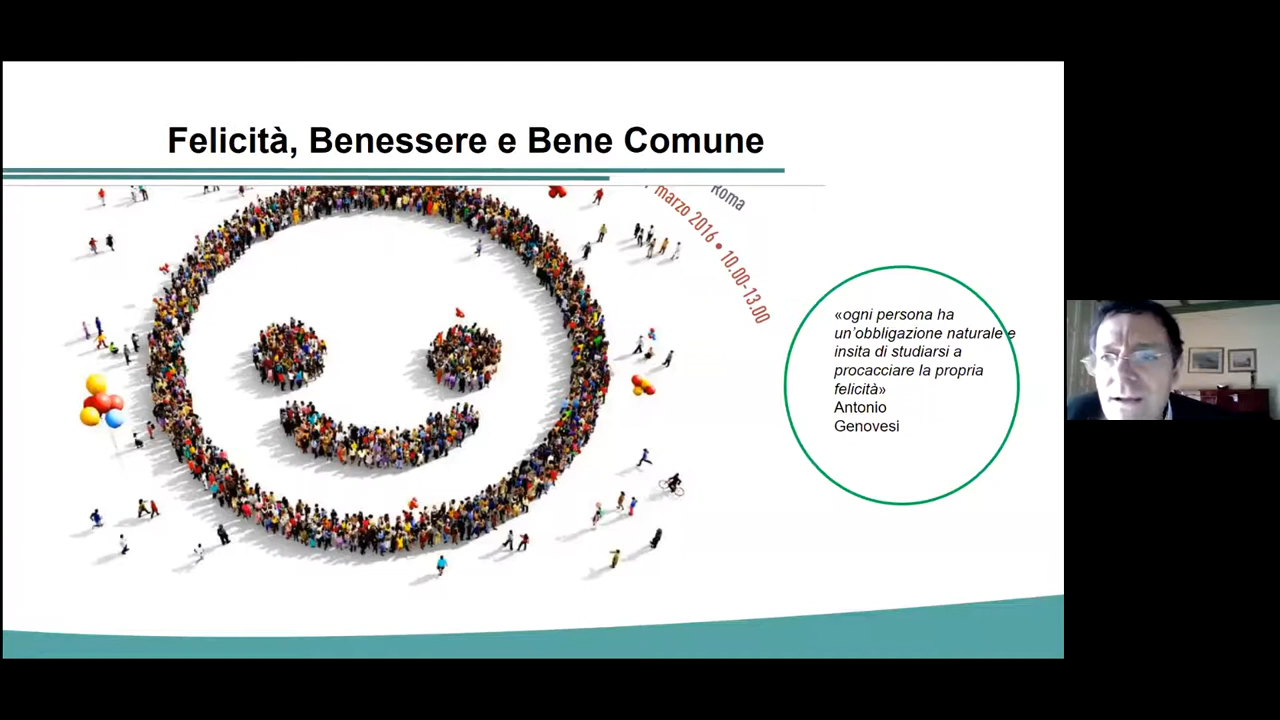 Felicità, Benessere e Bene Comune
Roma
marzo 2016 • 10.00-13.00
«ogni persona ha
un'obbligazione naturale e
insita di studiarsi a
procacciare la propria
felicità»
Antonio
Genovesi